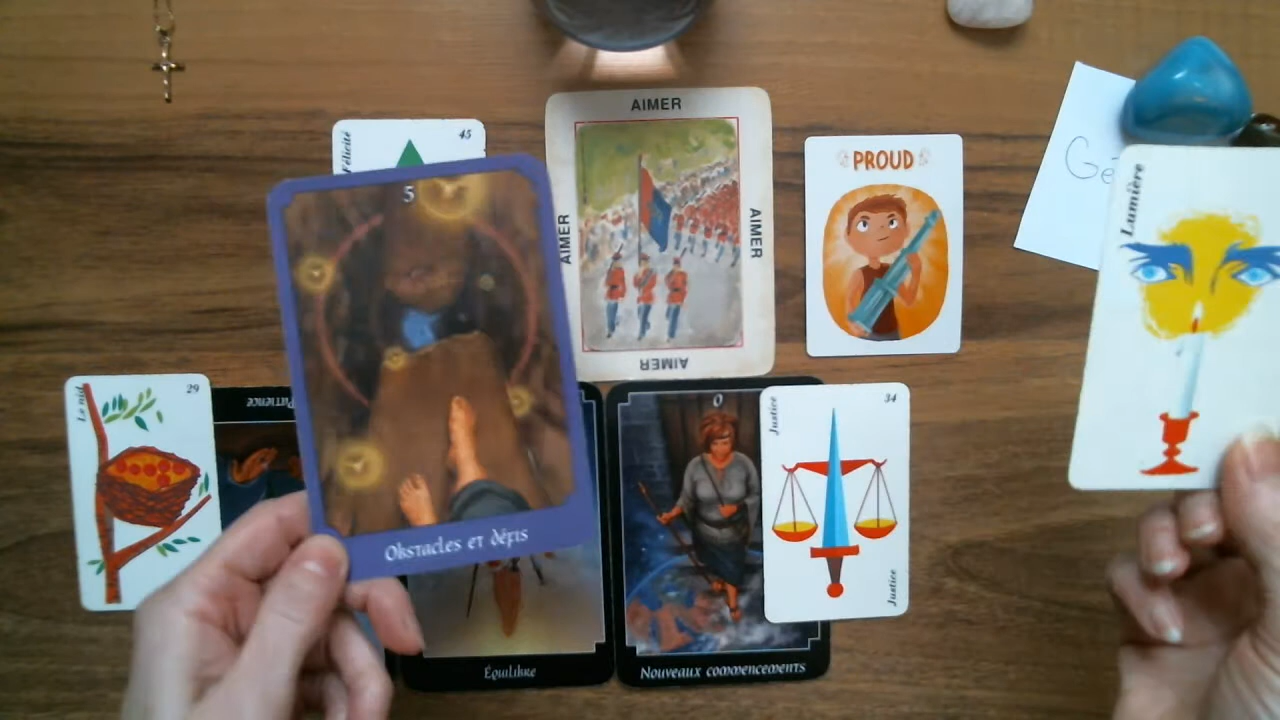 45
Félicité
AIMER
AIMER
AIMER
AIMER
PROUD
Lumière
5
Obstacles et défis
29
Le nid
Patience
0
Justice
34
Justice
Équilibre
Nouveaux commencements